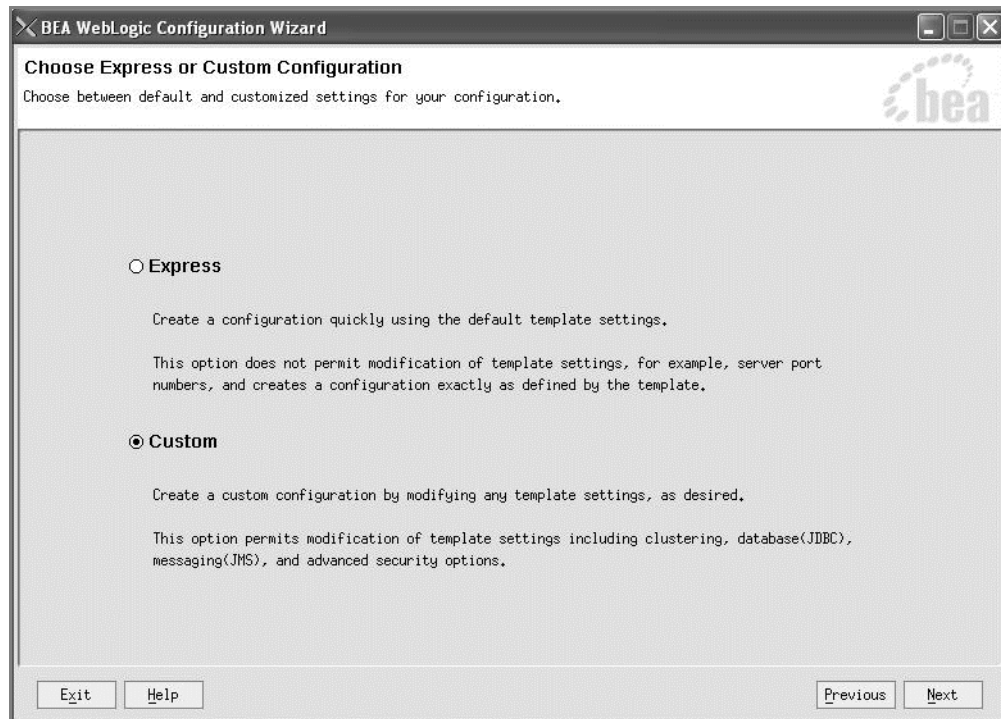 BEA WebLogic Configuration Wizard
Choose Express or Custom Configuration
Choose between default and customized settings for your configuration.
bea
Express
Create a configuration quickly using the default template settings.
This option does not permit modification of template settings, for example, server port
numbers, and creates a configuration exactly as defined by the template.
Custom
Create a custom configuration by modifying any template settings, as desired.
This option permits modification of template settings including clustering, database(JDBC),
messaging(JMS), and advanced security options.
Exit
Help
Previous
Next